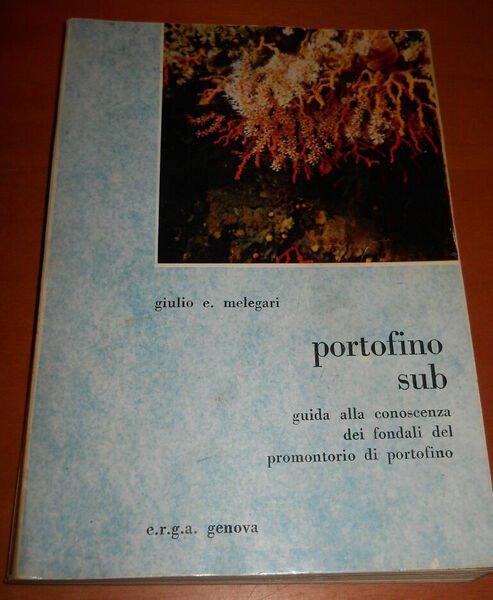 giulio e. melegari
portofino
sub
guida alla conoscenza
dei fondali del
promontorio di portofino
e.r.g.a. genova